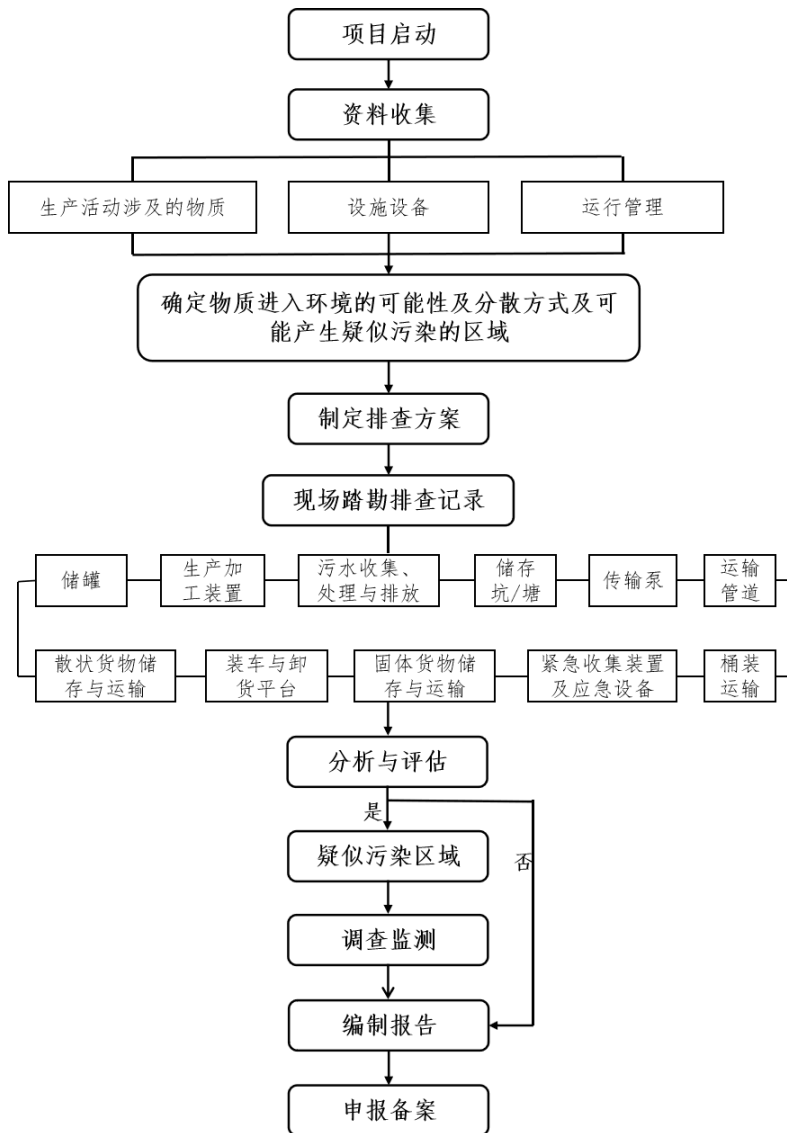 项目启动
资料收集
生产活动涉及的物质
设施设备
运行管理
确定物质进入环境的可能性及分散方式及可
能产生疑似污染的区域
制定排查方案
现场踏勘排查记录
储罐
生产加
工装置
污水收集、
处理与排放
储存
坑/塘
传输泵
运输
管道
散状货物储
存与运输
装车与卸
货平台
固体货物储
存与运输
紧急收集装置
及应急设备
桶装
运输
分析与评估
是
否
疑似污染区域
调查监测
编制报告
申报备案